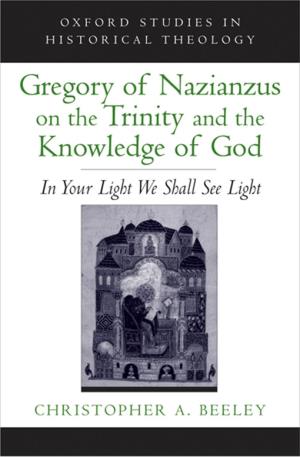 OXFORD STUDIES IN
HISTORICAL THEOLOGY
Gregory of Nazianzus
on the Trinity and the
Knowledge of God
In Your Light We Shall See Light
CHRISTOPHER A. BEELEY